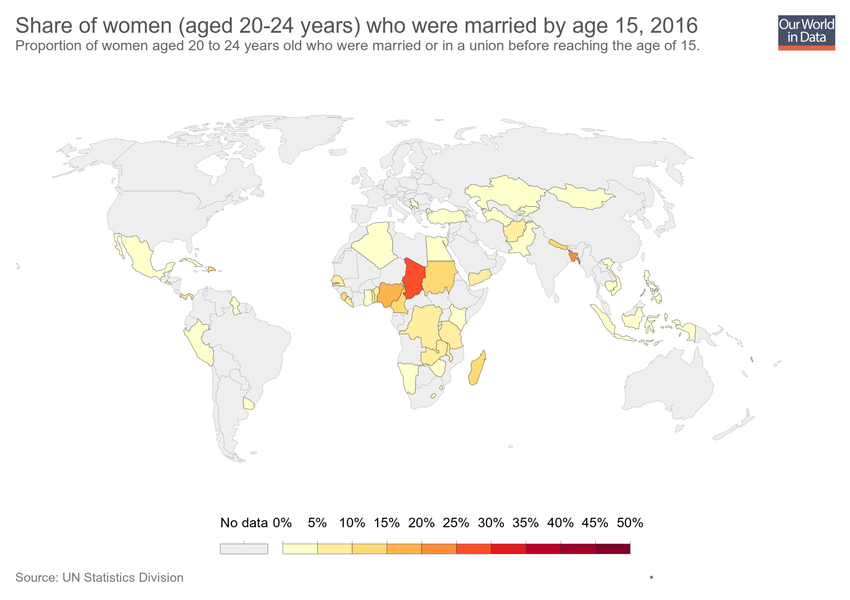 Share of women (aged 20-24 years) who were married by age 15, 2016
Our World
in Data
Proportion of women aged 20 to 24 years old who were married or in a union before reaching the age of 15.
No data 0% 5% 10% 15% 20% 25% 30% 35% 40% 45% 50%
Source: UN Statistics Division